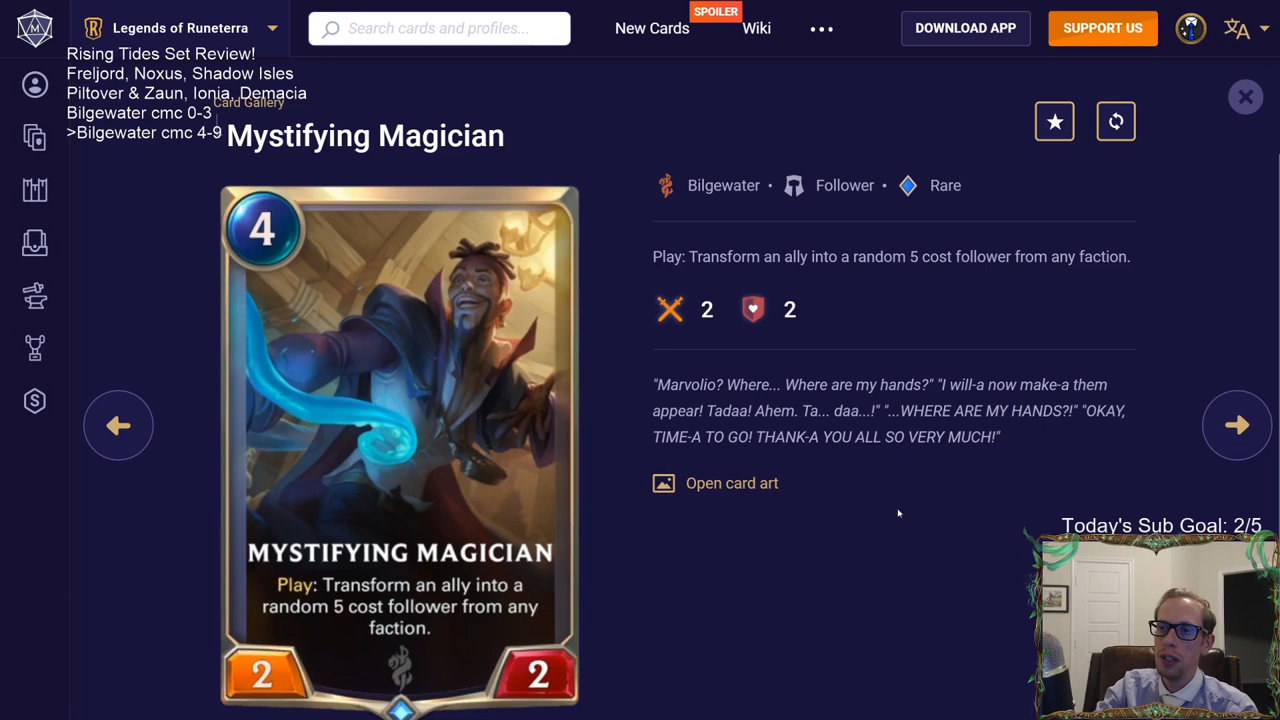 Legends of Runeterra
Search cards and profiles...
New Cards
SPOILER
Wiki
DOWNLOAD APP
SUPPORT US
Rising Tides Set Review!
Freljord, Noxus, Shadow Isles
Piltover & Zaun, Ionia, Demacia
Bilgewater cmc 0-3
>Bilgewater cmc 4-9
Card Gallery
Mystifying Magician
4
MYSTIFYING MAGICIAN
Play: Transform an ally into a
random 5 cost follower from any
faction.
2
2
Bilgewater • Follower • Rare
Play: Transform an ally into a random 5 cost follower from any faction.
2 2
"Marvolio? Where... Where are my hands?" "I will-a now make-a them
appear! Tadaa! Ahem. Ta... daa...!" "...WHERE ARE MY HANDS?!" "OKAY,
TIME-A TO GO! THANK-A YOU ALL SO VERY MUCH!"
Open card art
Today's Sub Goal: 2/5